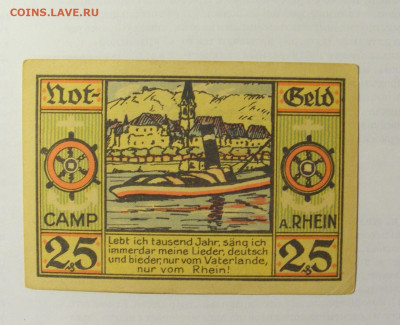 COINS.LAVE.RU
Not-
Geld
CAMP
A. RHEIN
25
25
Lebt ich tausend Jahr, säng ich
immerdar meine Lieder, deutsch
und bieder, nur vom Vaterlande,
nur vom Rhein!